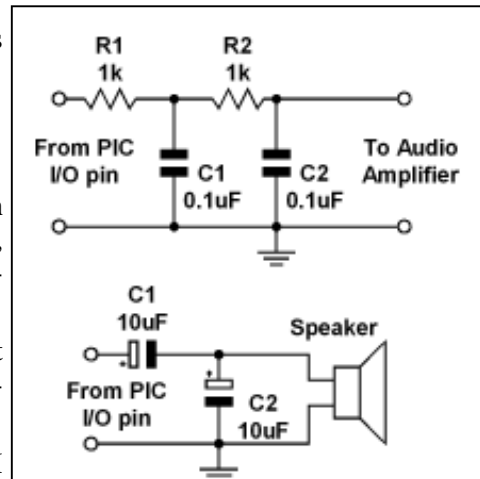 R1
1k
R2
1k
From PIC
I/O pin
C1
0.1uF
C2
0.1uF
To Audio
Amplifier
C1
10uF
Speaker
From PIC
I/O pin
C2
10uF